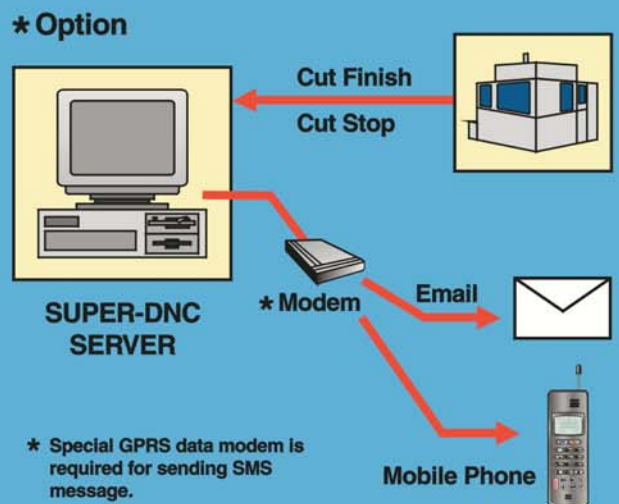 * Option
Cut Finish
Cut Stop
SUPER-DNC
SERVER
* Modem
Email
Mobile Phone
* Special GPRS data modem is
required for sending SMS
message.